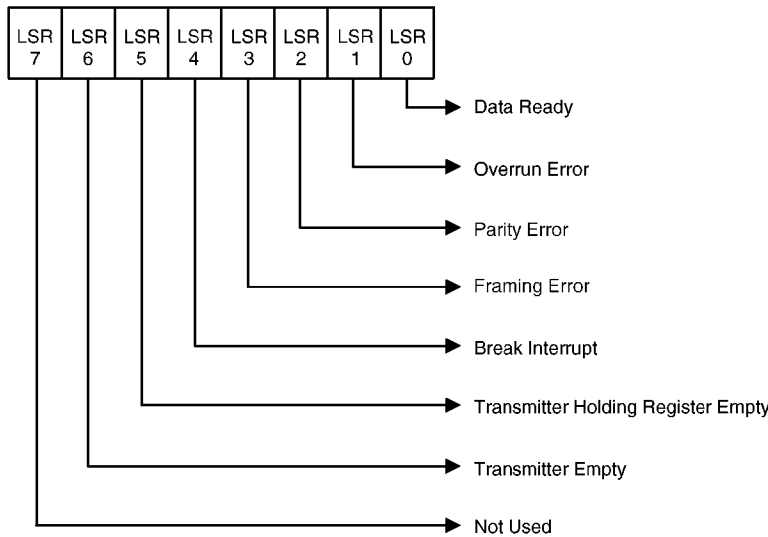 LSR LSR LSR LSR LSR LSR LSR LSR
7 6 5 4 3 2 1 0
Data Ready
Overrun Error
Parity Error
Framing Error
Break Interrupt
Transmitter Holding Register Empty
Transmitter Empty
Not Used